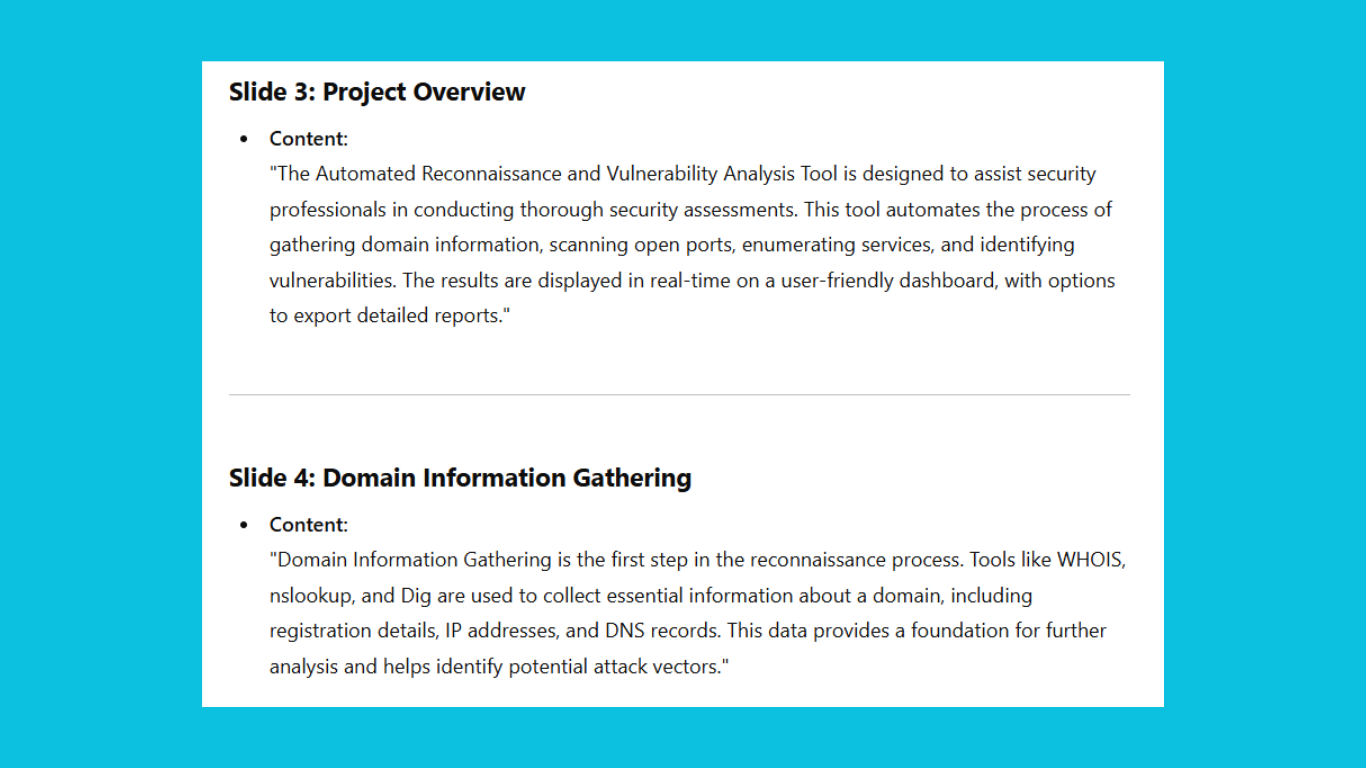 Slide 3: Project Overview
• Content:
"The Automated Reconnaissance and Vulnerability Analysis Tool is designed to assist security
professionals in conducting thorough security assessments. This tool automates the process of
gathering domain information, scanning open ports, enumerating services, and identifying
vulnerabilities. The results are displayed in real-time on a user-friendly dashboard, with options
to export detailed reports."
Slide 4: Domain Information Gathering
• Content:
"Domain Information Gathering is the first step in the reconnaissance process. Tools like WHOIS,
nslookup, and Dig are used to collect essential information about a domain, including
registration details, IP addresses, and DNS records. This data provides a foundation for further
analysis and helps identify potential attack vectors."